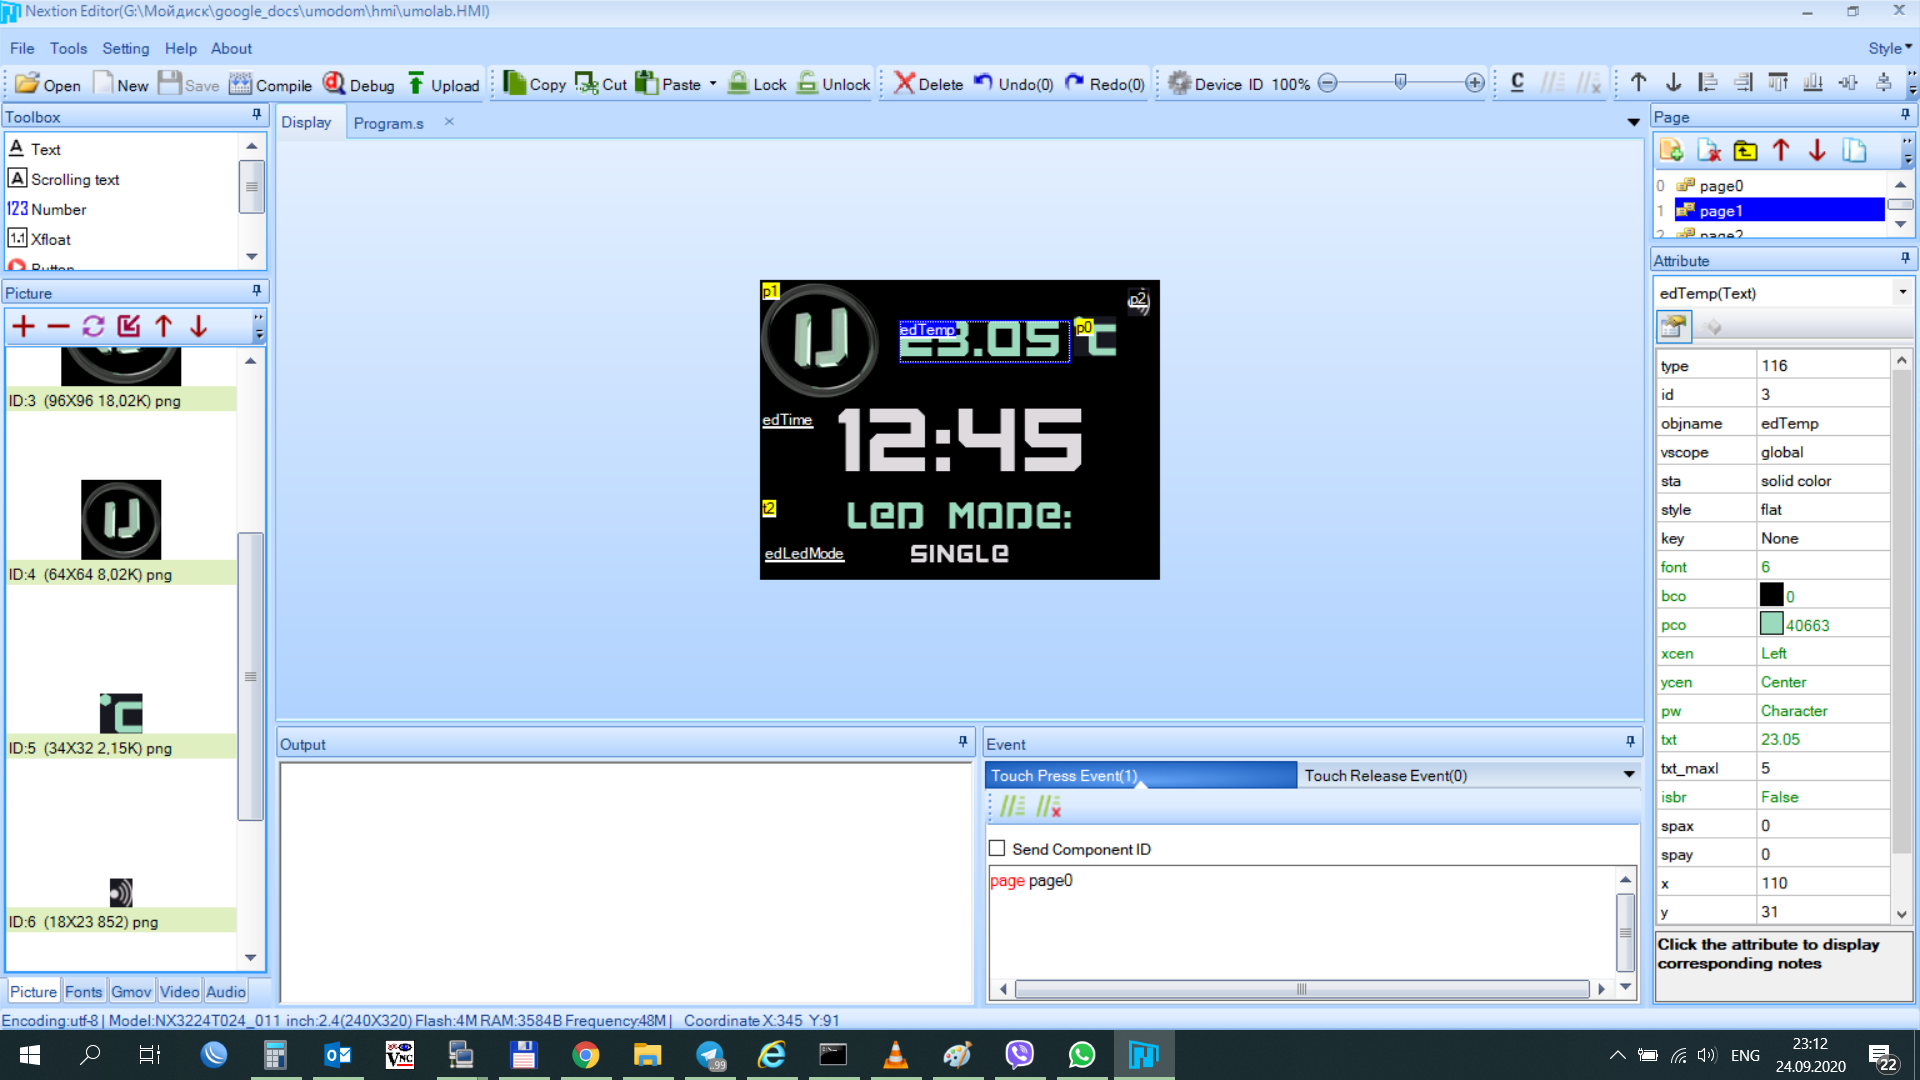 Nextion Editor(G:\Мойдиск\google_docs\umodom\hmi\umolab.HMI)
File Tools Setting Help About
Style
Open New Save Compile Debug Upload Copy Cut Paste Lock Unlock Delete Undo(0) Redo(0) Device ID 100%
Toolbox
Text
Scrolling text
123 Number
1.1 Xfloat
Button
Picture
ID:3 (96X96 18,02K) png
ID:4 (64X64 8,02K) png
ID:5 (34X32 2,15K) png
ID:6 (18X23 852) png
Picture Fonts Gmov Video Audio
Display Program.s
p1
p2
edTemp 23.05 p0 °C
edTime 12:45
t2 LED MODE:
edLedMode SINGLE
Output
Event
Touch Press Event(1) Touch Release Event(0)
Send Component ID
page page0
Page
0 page0
1 page1
2 page2
Attribute
edTemp(Text)
type 116
id 3
objname edTemp
vscope global
sta solid color
style flat
key None
font 6
bco 0
pco 40663
xcen Left
ycen Center
pw Character
txt 23.05
txt_maxl 5
isbr False
spax 0
spay 0
x 110
y 31
Click the attribute to display
corresponding notes
Encoding:utf-8 | Model:NX3224T024_011 inch:2.4(240X320) Flash:4M RAM:3584B Frequency:48M | Coordinate X:345 Y:91
99
ENG
23:12
24.09.2020
22